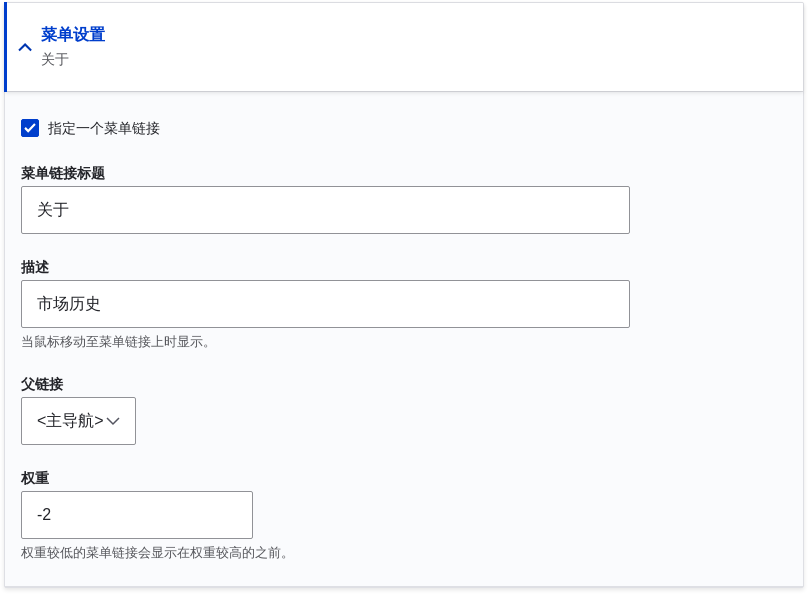 菜单设置
关于
指定一个菜单链接
菜单链接标题
关于
描述
市场历史
当鼠标移动至菜单链接上时显示。
父链接
<主导航>
权重
-2
权重较低的菜单链接会显示在权重较高的之前。